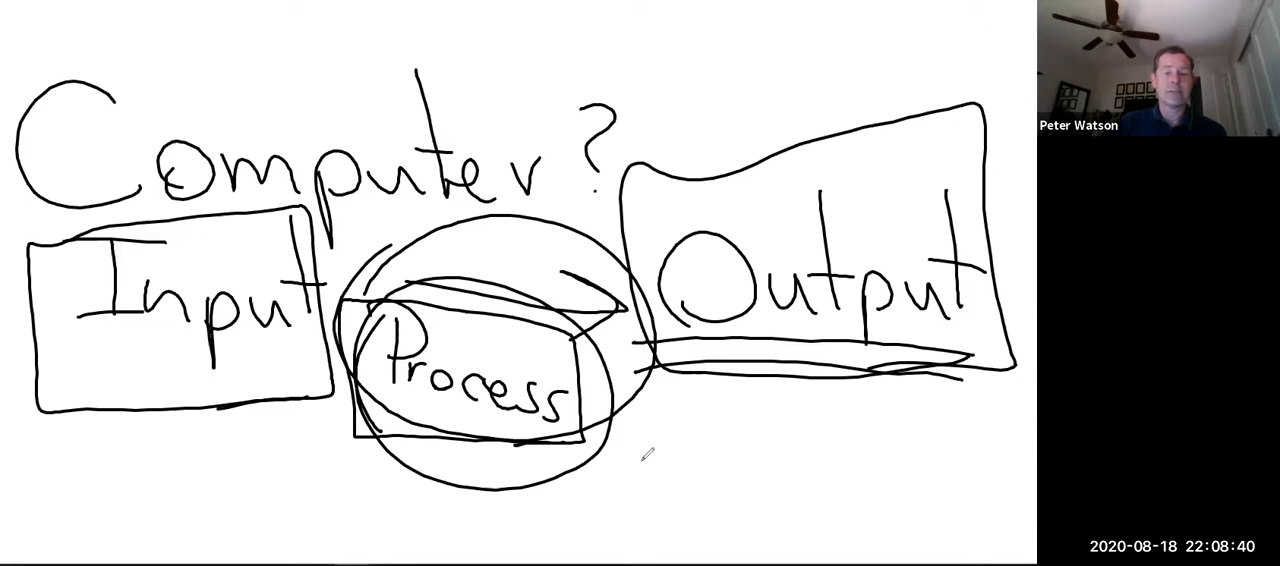 Computer?
Input
Process
Output
Peter Watson
2020-08-18 22:08:40